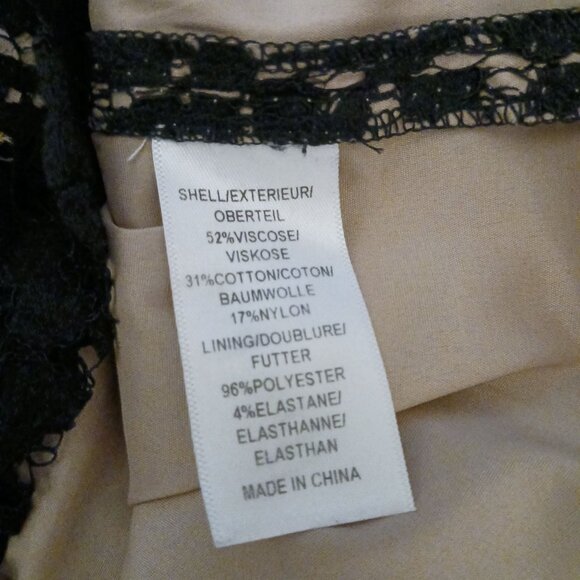 SHELL/EXTERIEUR/
OBERTEIL
52%VISCOSE/
VISKOSE
31%COTTON/COTON/
BAUMWOLLE
17%NYLON
LINING/DOUBLURE/
FUTTER
96%POLYESTER
4%ELASTANE/
ELASTHANNE/
ELASTHAN
MADE IN CHINA